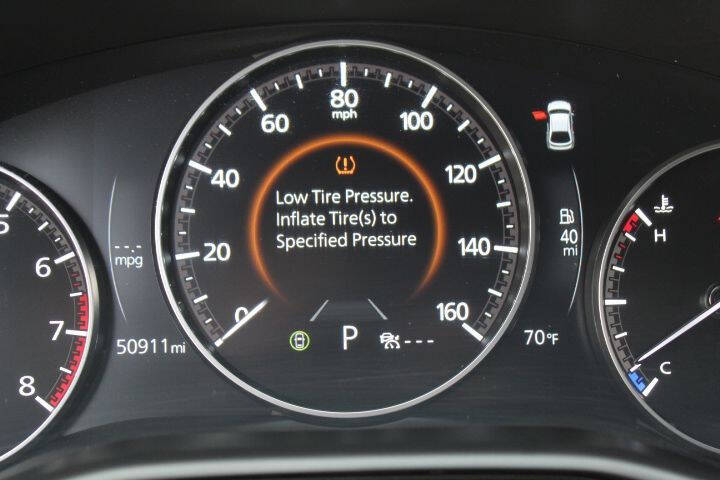 5
6
7
8
--- mpg
50911mi
0
20
40
60
80
mph
100
120
140
160
Low Tire Pressure.
Inflate Tire(s) to
Specified Pressure
P
---
40
mi
70°F
H
C